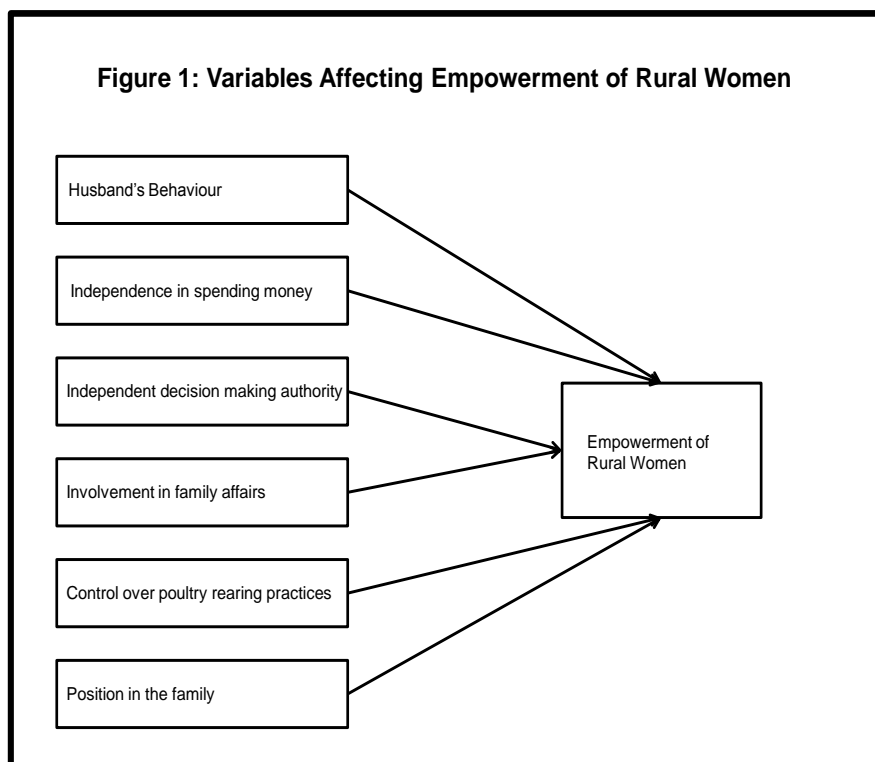 Figure 1: Variables Affecting Empowerment of Rural Women
Husband's Behaviour
Independence in spending money
Independent decision making authority
Involvement in family affairs
Control over poultry rearing practices
Position in the family
Empowerment of
Rural Women